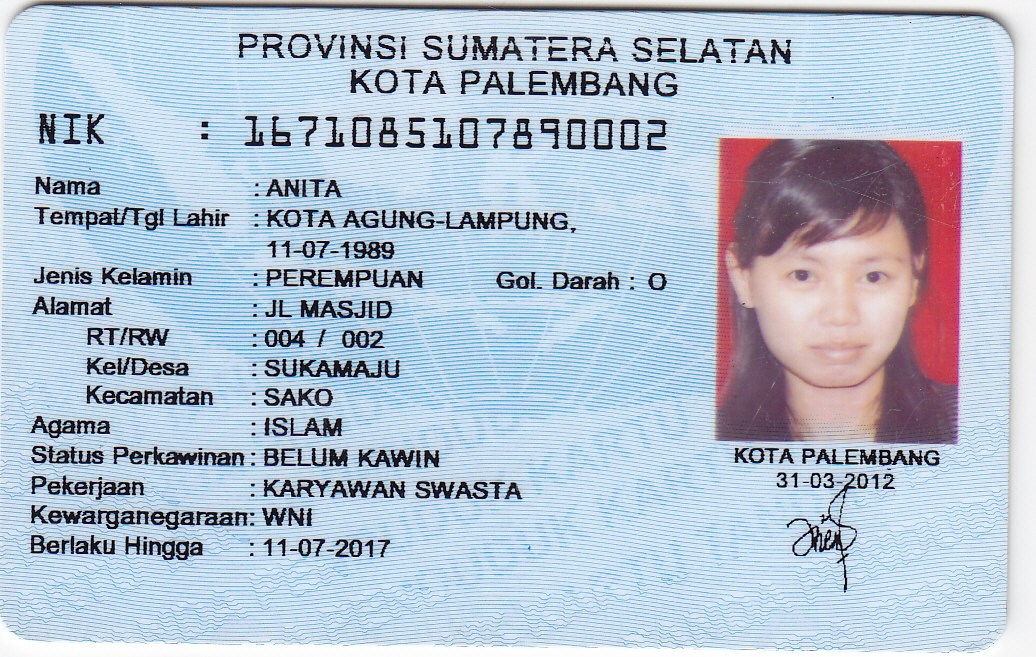 PROVINSI SUMATERA SELATAN
KOTA PALEMBANG
NIK : 1671085107890002
Nama : ANITA
Tempat/Tgl Lahir : KOTA AGUNG-LAMPUNG,
11-07-1989
Jenis Kelamin : PEREMPUAN Gol. Darah : O
Alamat : JL MASJID
RT/RW : 004 / 002
Kel/Desa : SUKAMAJU
Kecamatan : SAKO
Agama : ISLAM
Status Perkawinan : BELUM KAWIN
Pekerjaan : KARYAWAN SWASTA
Kewarganegaraan: WNI
Berlaku Hingga : 11-07-2017
KOTA PALEMBANG
31-03-2012